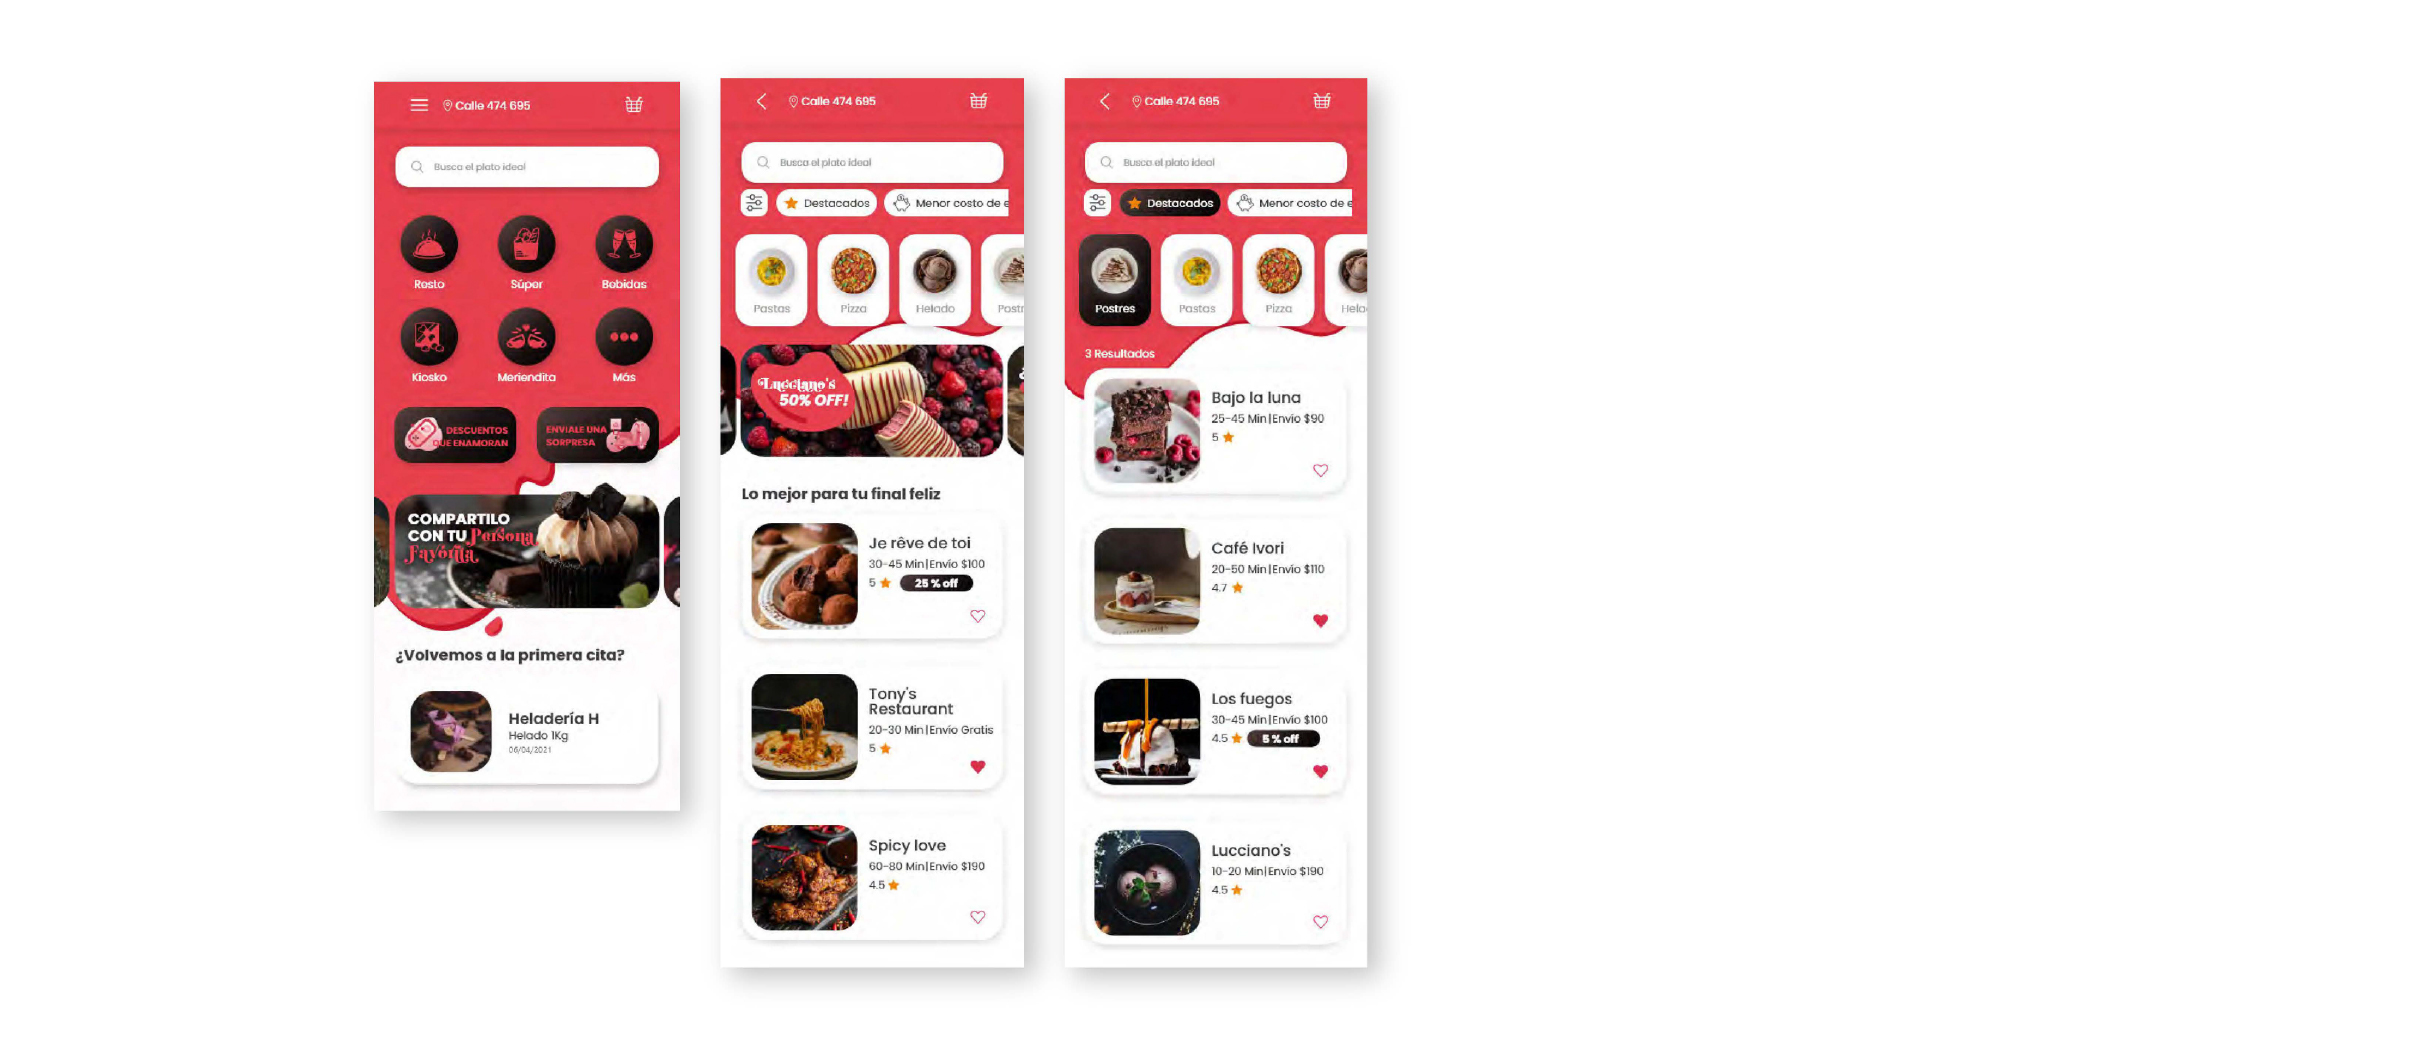 Calle 474 695
Busca el plato ideal
Resto
Súper
Bebidas
Kiosko
Meriendita
Más
DESCUENTOS
QUE ENAMORAN
ENVIALE UNA
SORPRESA
COMPARTILO
CON TU Persona
Favorita
¿Volvemos a la primera cita?
Heladería H
Helado 1Kg
06/04/2021
Calle 474 695
Busca el plato ideal
Destacados
Menor costo de e
Pastas
Pizza
Helado
Postr
Lucciano's
50% OFF!
Lo mejor para tu final feliz
Je rêve de toi
30-45 Min|Envío $100
5
25 % off
Tony's
Restaurant
20-30 Min|Envío Gratis
5
Spicy love
60-80 Min|Envío $190
4.5
Calle 474 695
Busca el plato ideal
Destacados
Menor costo de e
Postres
Pastas
Pizza
Hela
3 Resultados
Bajo la luna
25-45 Min|Envío $90
5
Café Ivori
20-50 Min|Envío $110
4.7
Los fuegos
30-45 Min|Envío $100
4.5
5 % off
Lucciano's
10-20 Min|Envío $190
4.5